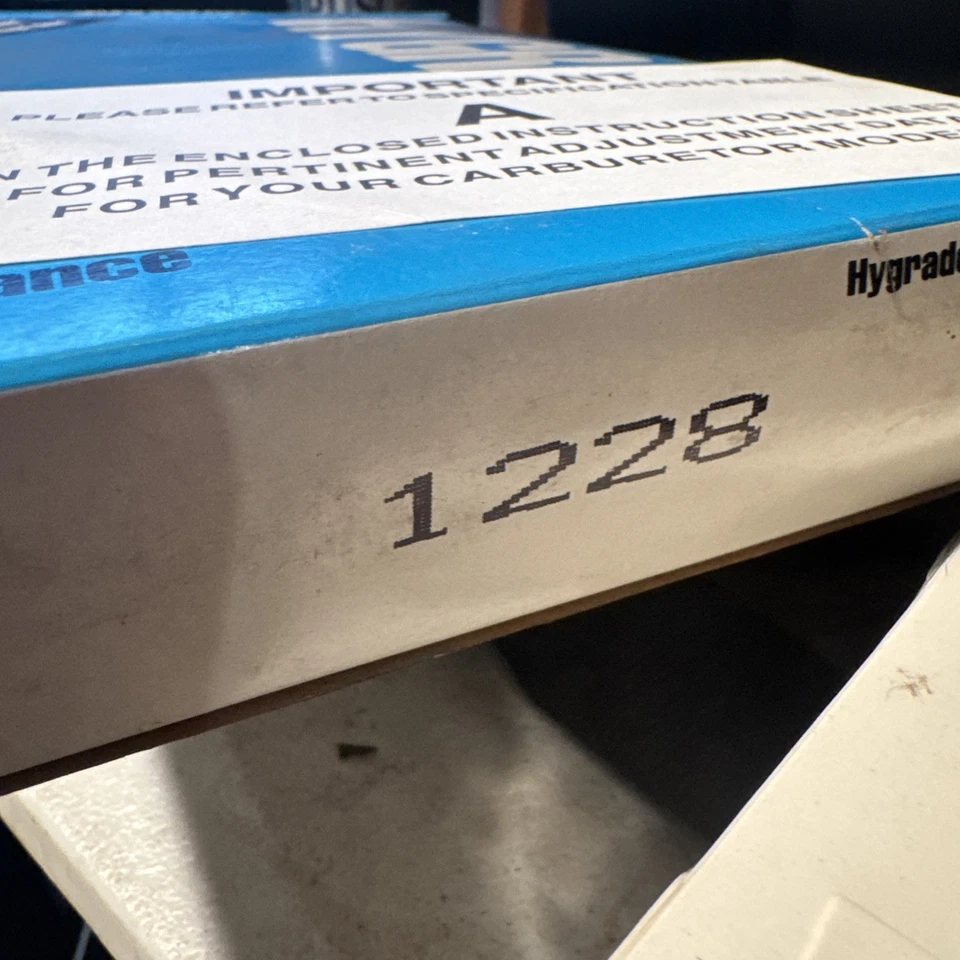 IMPORTANT
PLEASE REFER TO SPECIFICATION TABLE
A
THE ENCLOSED INSTRUCTION SHEET
FOR PERTINENT ADJUSTMENT DATA
FOR YOUR CARBURETOR MODEL
ance
Hygrade
1228